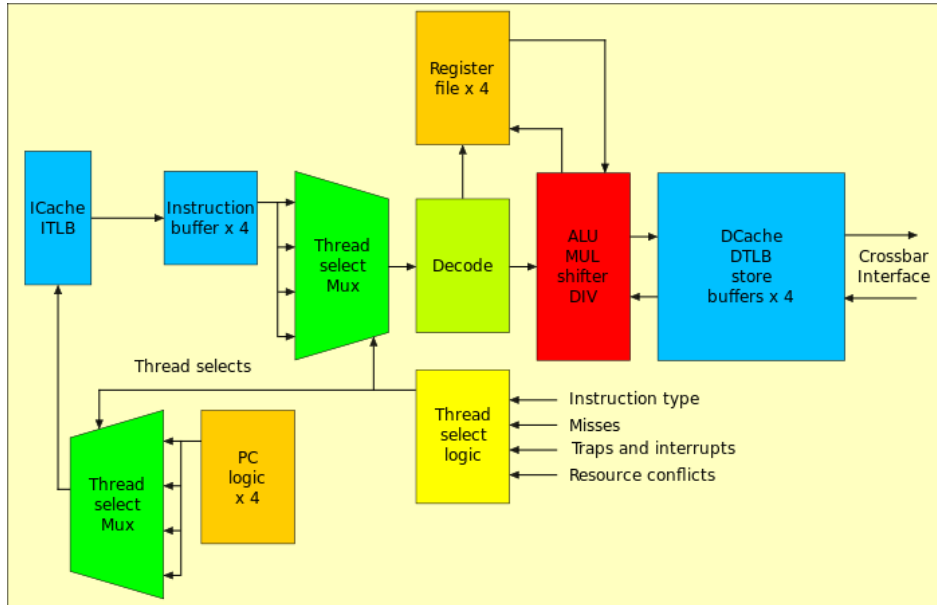 Register
file x 4
ICache
ITLB
Instruction
buffer x 4
Thread
select
Mux
Decode
ALU
MUL
shifter
DIV
DCache
DTLB
store
buffers x 4
Crossbar
Interface
Thread selects
Thread
select
logic
Instruction type
Misses
Traps and interrupts
Resource conflicts
Thread
select
Mux
PC
logic
x 4